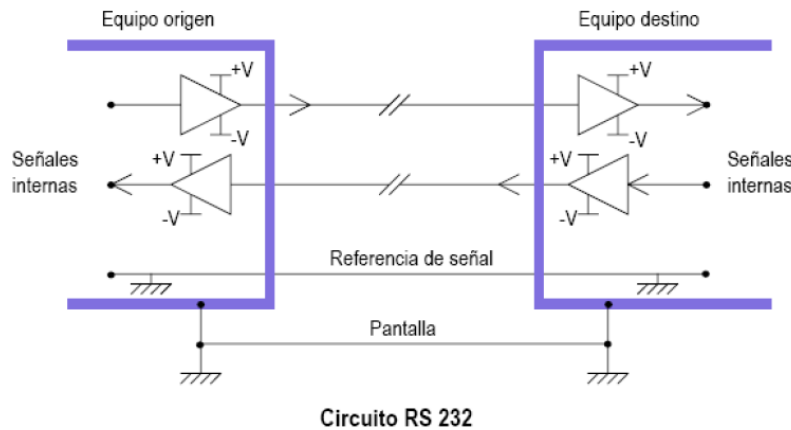 Equipo origen
Equipo destino
+V
+V
-V
-V
Señales
internas
+V
+V
Señales
internas
-V
-V
Referencia de señal
Pantalla
Circuito RS 232